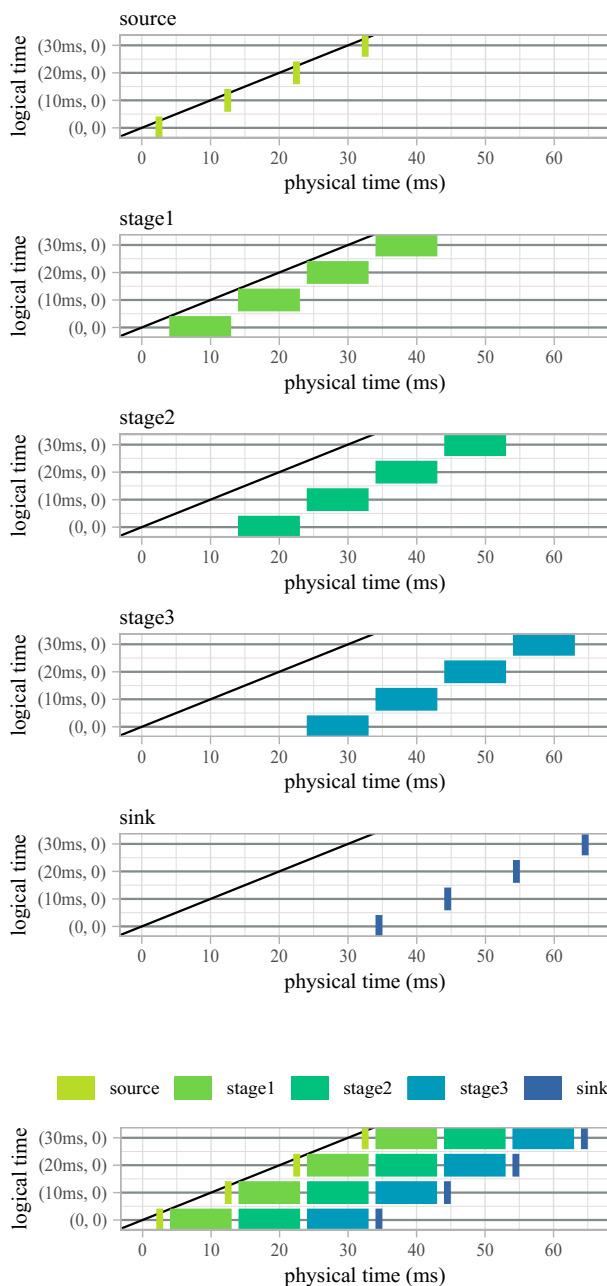 source
logical time
(30ms, 0)
(20ms, 0)
(10ms, 0)
(0, 0)
0 10 20 30 40 50 60
physical time (ms)
stage1
logical time
(30ms, 0)
(20ms, 0)
(10ms, 0)
(0, 0)
0 10 20 30 40 50 60
physical time (ms)
stage2
logical time
(30ms, 0)
(20ms, 0)
(10ms, 0)
(0, 0)
0 10 20 30 40 50 60
physical time (ms)
stage3
logical time
(30ms, 0)
(20ms, 0)
(10ms, 0)
(0, 0)
0 10 20 30 40 50 60
physical time (ms)
sink
logical time
(30ms, 0)
(20ms, 0)
(10ms, 0)
(0, 0)
0 10 20 30 40 50 60
physical time (ms)
source stage1 stage2 stage3 sink
logical time
(30ms, 0)
(20ms, 0)
(10ms, 0)
(0, 0)
0 10 20 30 40 50 60
physical time (ms)